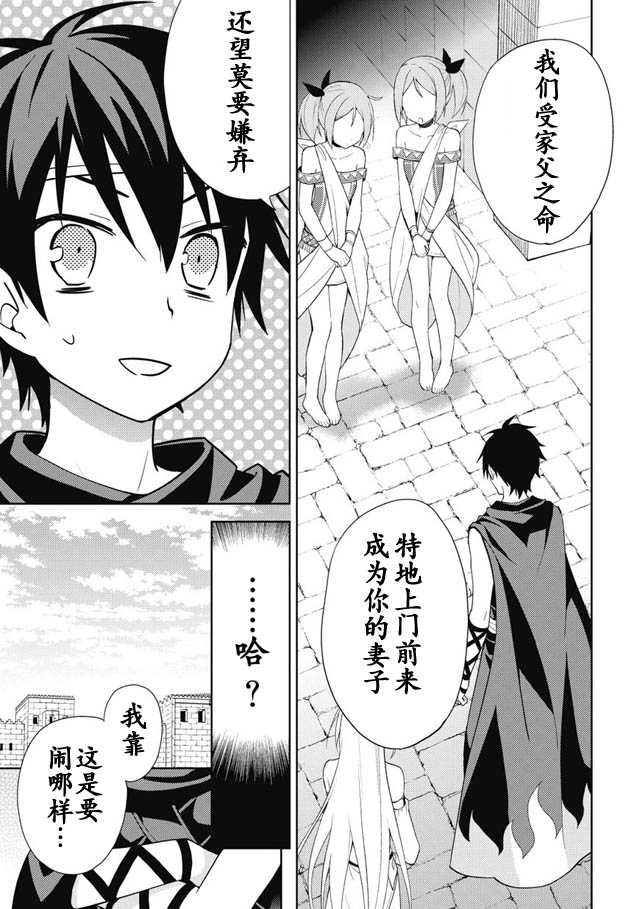 我们受家父之命
特地上门前来
成为你的妻子
还望莫要嫌弃
……哈？
我靠
这是要
闹哪样…